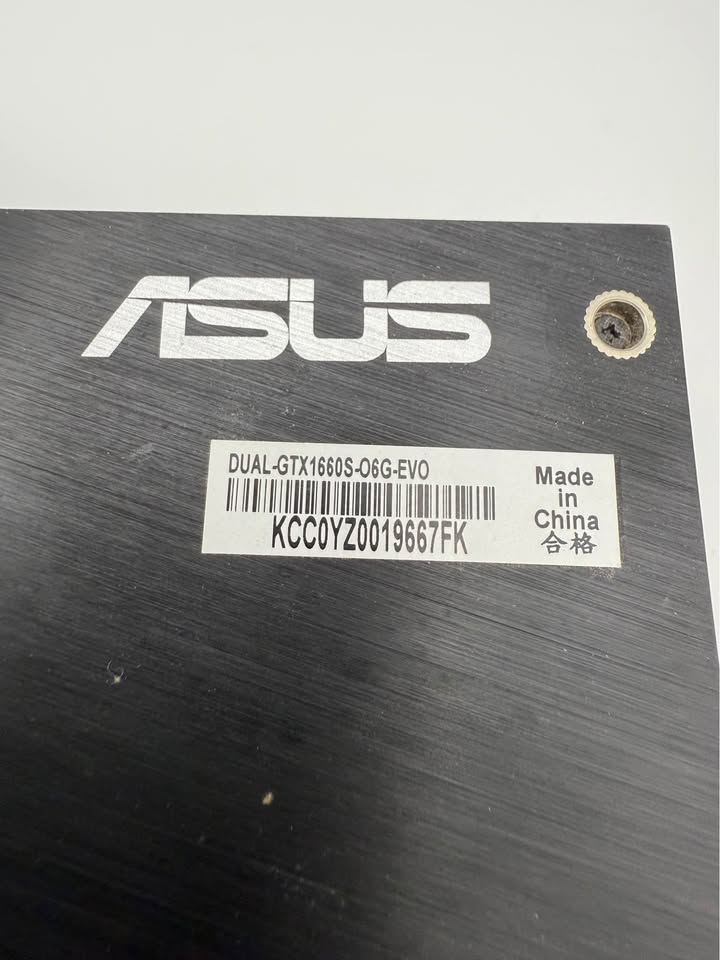 ASUS
DUAL-GTX1660S-O6G-EVO
KCC0YZ0019667FK
Made
in
China
合格